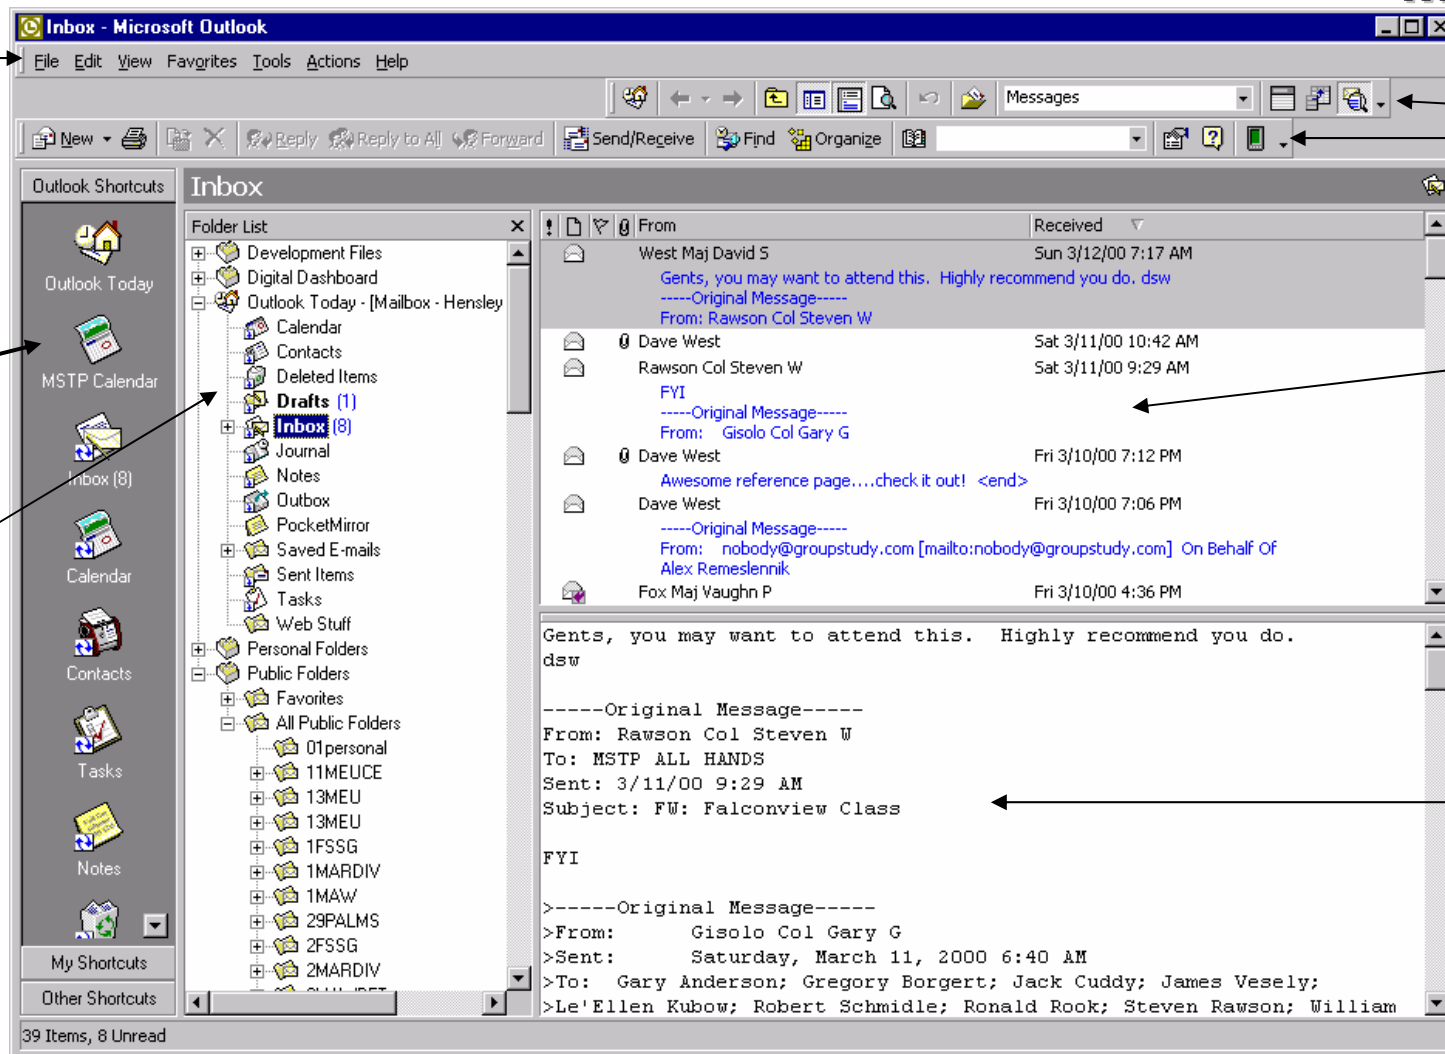 Inbox - Microsoft Outlook
File Edit View Favorites Tools Actions Help
Messages
New Reply Reply to All Forward Send/Receive Find Organize
Outlook Shortcuts
Outlook Today
MSTP Calendar
Inbox (8)
Calendar
Contacts
Tasks
Notes
My Shortcuts
Other Shortcuts
Inbox
Folder List
Development Files
Digital Dashboard
Outlook Today - [Mailbox - Hensley
Calendar
Contacts
Deleted Items
Drafts (1)
Inbox (8)
Journal
Notes
Outbox
PocketMirror
Saved E-mails
Sent Items
Tasks
Web Stuff
Personal Folders
Public Folders
Favorites
All Public Folders
01personal
11MEUCE
13MEU
13MEU
1FSSG
1MARDIV
1MAW
29PALMS
2FSSG
2MARDIV
! From Received
West Maj David S Sun 3/12/00 7:17 AM
Gents, you may want to attend this.  Highly recommend you do. dsw
-----Original Message-----
From: Rawson Col Steven W
Dave West Sat 3/11/00 10:42 AM
Rawson Col Steven W Sat 3/11/00 9:29 AM
FYI
-----Original Message-----
From: Gisolo Col Gary G
Dave West Fri 3/10/00 7:12 PM
Awesome reference page....check it out!  <end>
Dave West Fri 3/10/00 7:06 PM
-----Original Message-----
From: nobody@groupstudy.com [mailto:nobody@groupstudy.com]  On Behalf Of
Alex Remeslennik
Fox Maj Vaughn P Fri 3/10/00 4:36 PM
Gents, you may want to attend this.  Highly recommend you do.
dsw
-----Original Message-----
From: Rawson Col Steven W
To: MSTP ALL HANDS
Sent: 3/11/00 9:29 AM
Subject: FW: Falconview Class
FYI
>-----Original Message-----
>From: Gisolo Col Gary G
>Sent: Saturday, March 11, 2000 6:40 AM
>To: Gary Anderson; Gregory Borgert; Jack Cuddy; James Vesely;
>Le'Ellen Kubow; Robert Schmidle; Ronald Rook; Steven Rawson; William
39 Items, 8 Unread